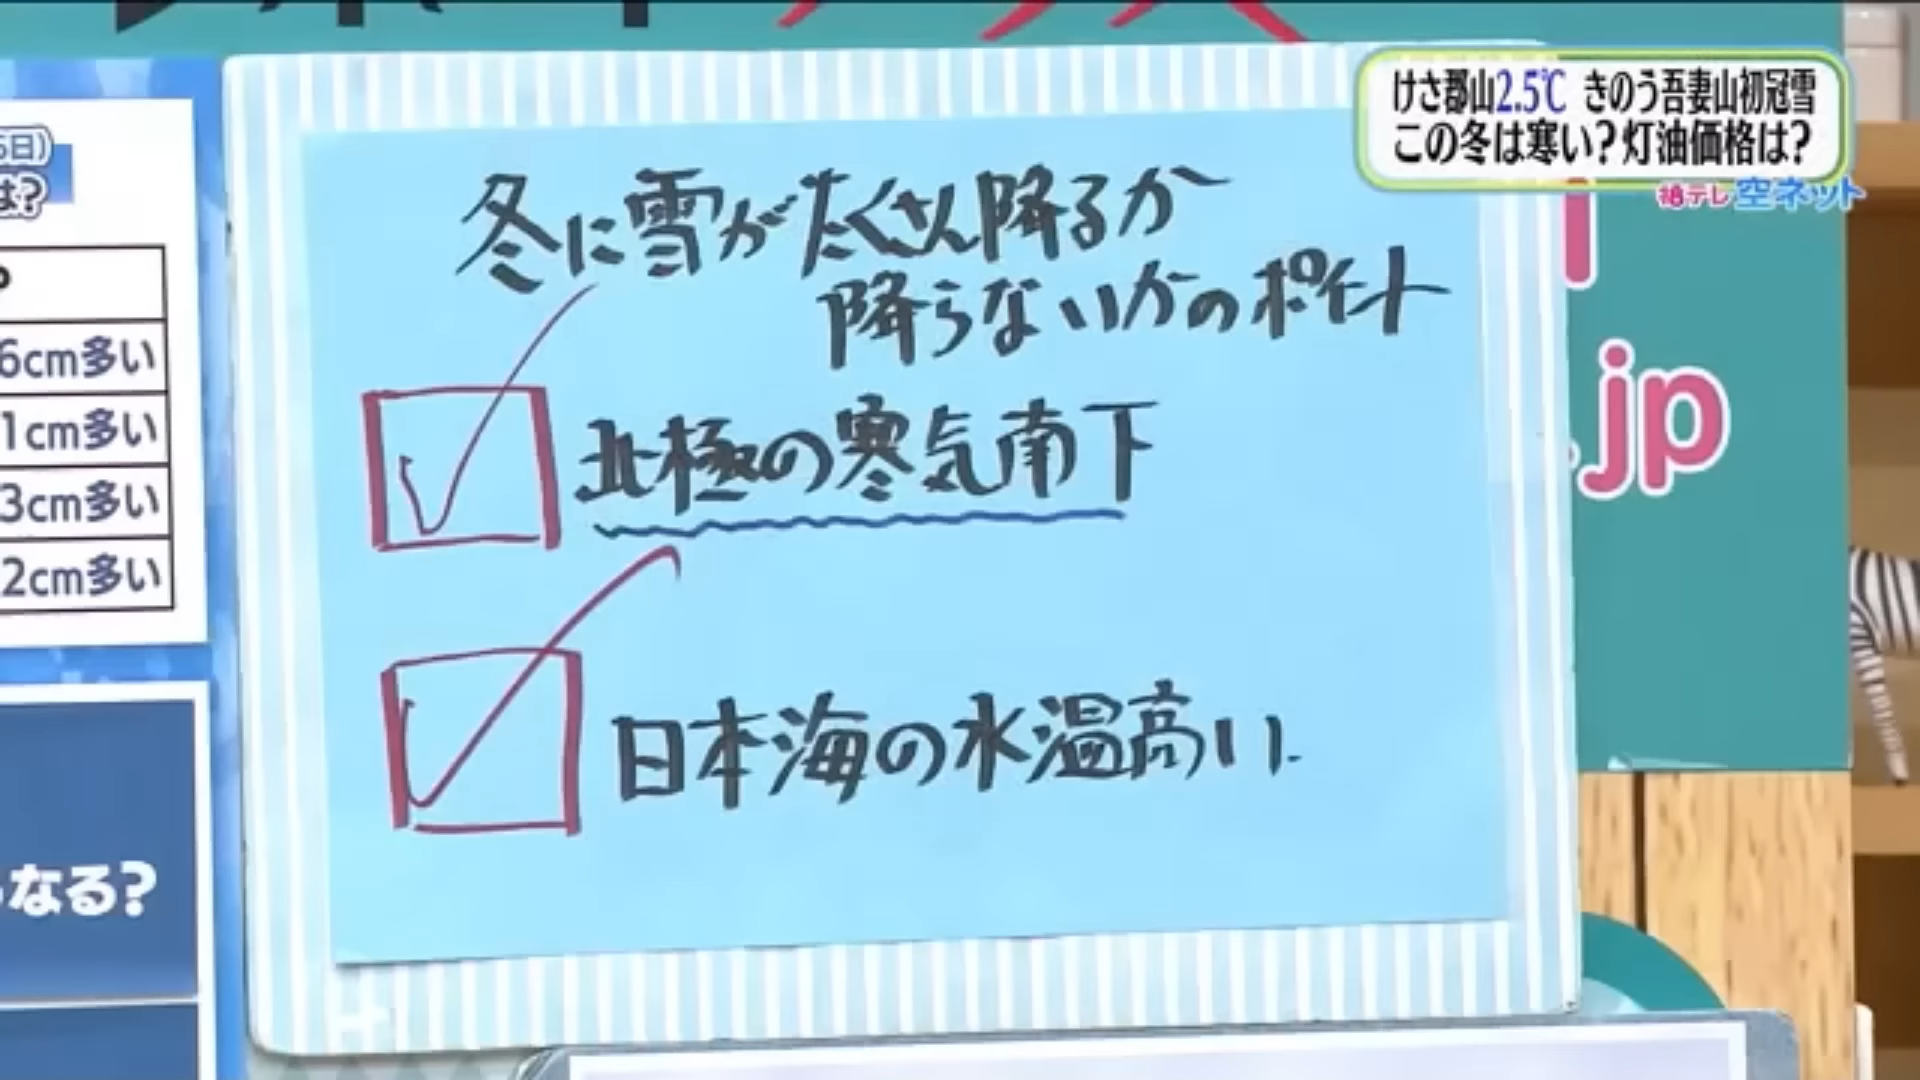 けさ郡山2.5℃ きのう吾妻山初冠雪
この冬は寒い?灯油価格は?
福テレ空ネット
冬に雪がたくさん降るか
降らないかのポイント
北極の寒気南下
日本海の水温高い
日)
は?
6cm多い
1cm多い
3cm多い
2cm多い
なる?
.jp